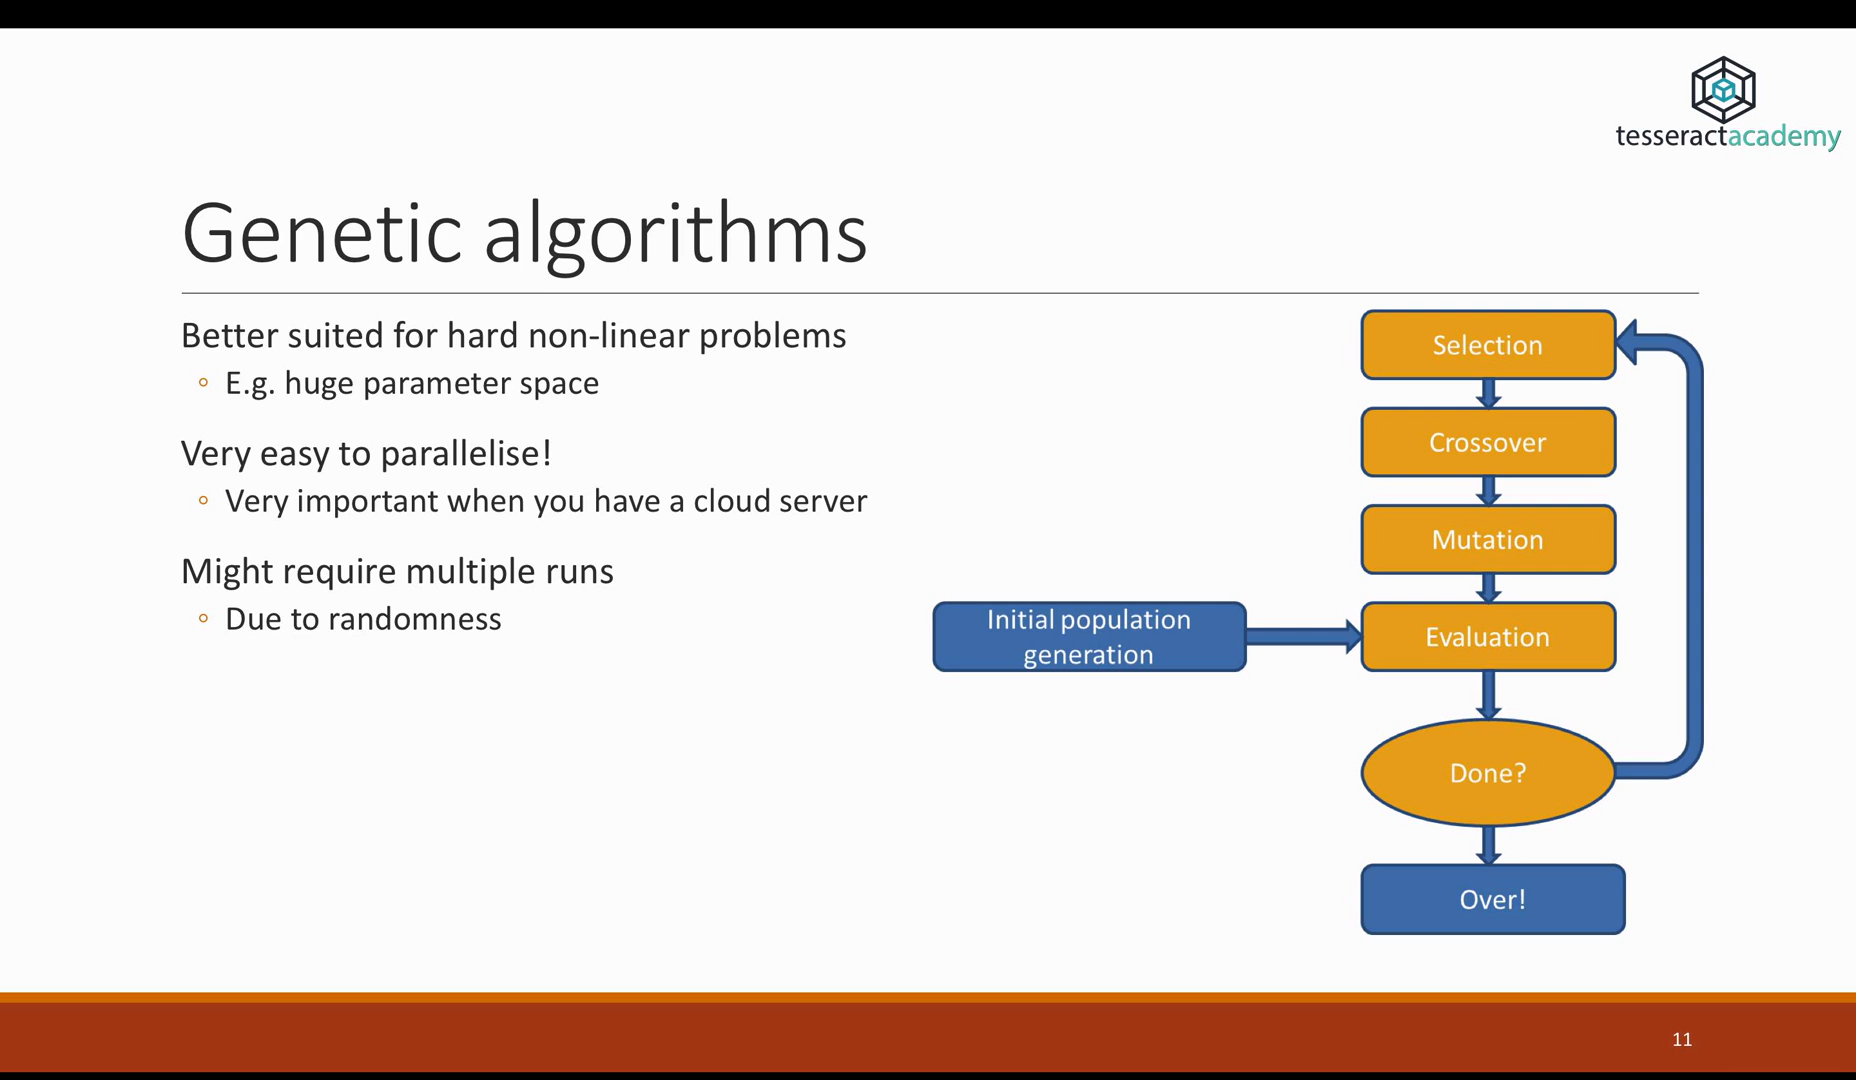 tesseractacademy
Genetic algorithms
Better suited for hard non-linear problems
◦ E.g. huge parameter space
Very easy to parallelise!
◦ Very important when you have a cloud server
Might require multiple runs
◦ Due to randomness
Selection
Crossover
Mutation
Initial population
generation
Evaluation
Done?
Over!
11